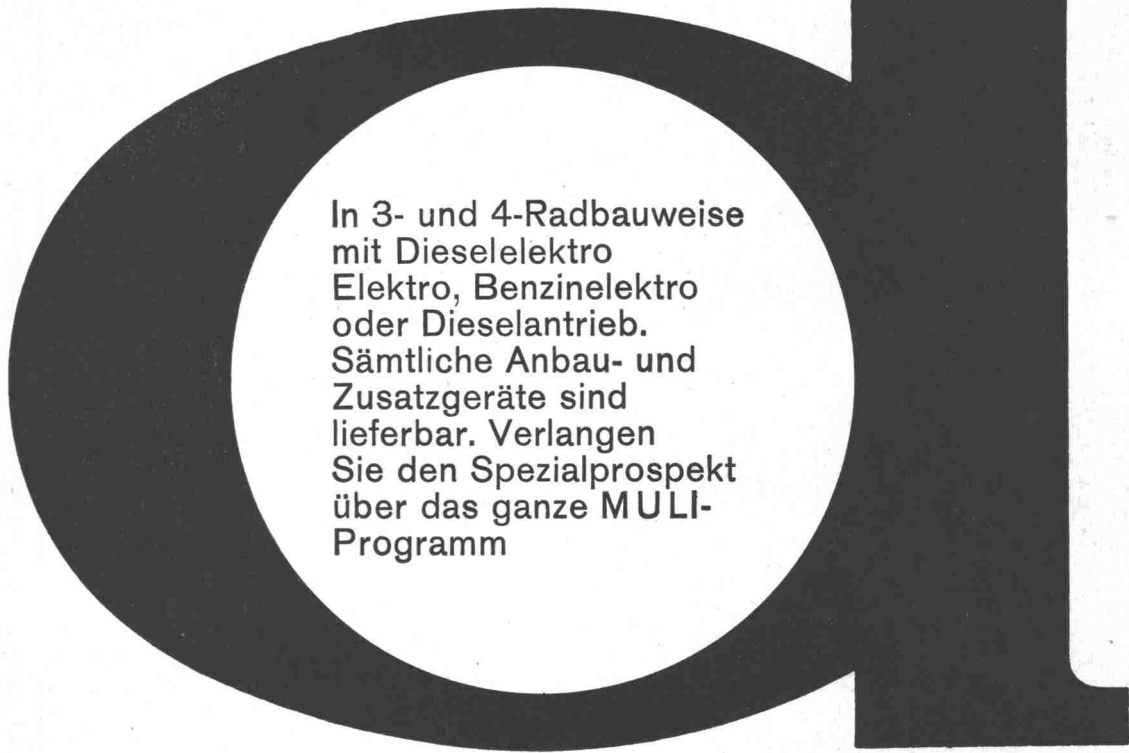 In 3- und 4-Radbauweise
mit Dieselelektro
Elektro, Benzinelektro
oder Dieselantrieb.
Sämtliche Anbau- und
Zusatzgeräte sind
lieferbar. Verlangen
Sie den Spezialprospekt
über das ganze MULI-
Programm